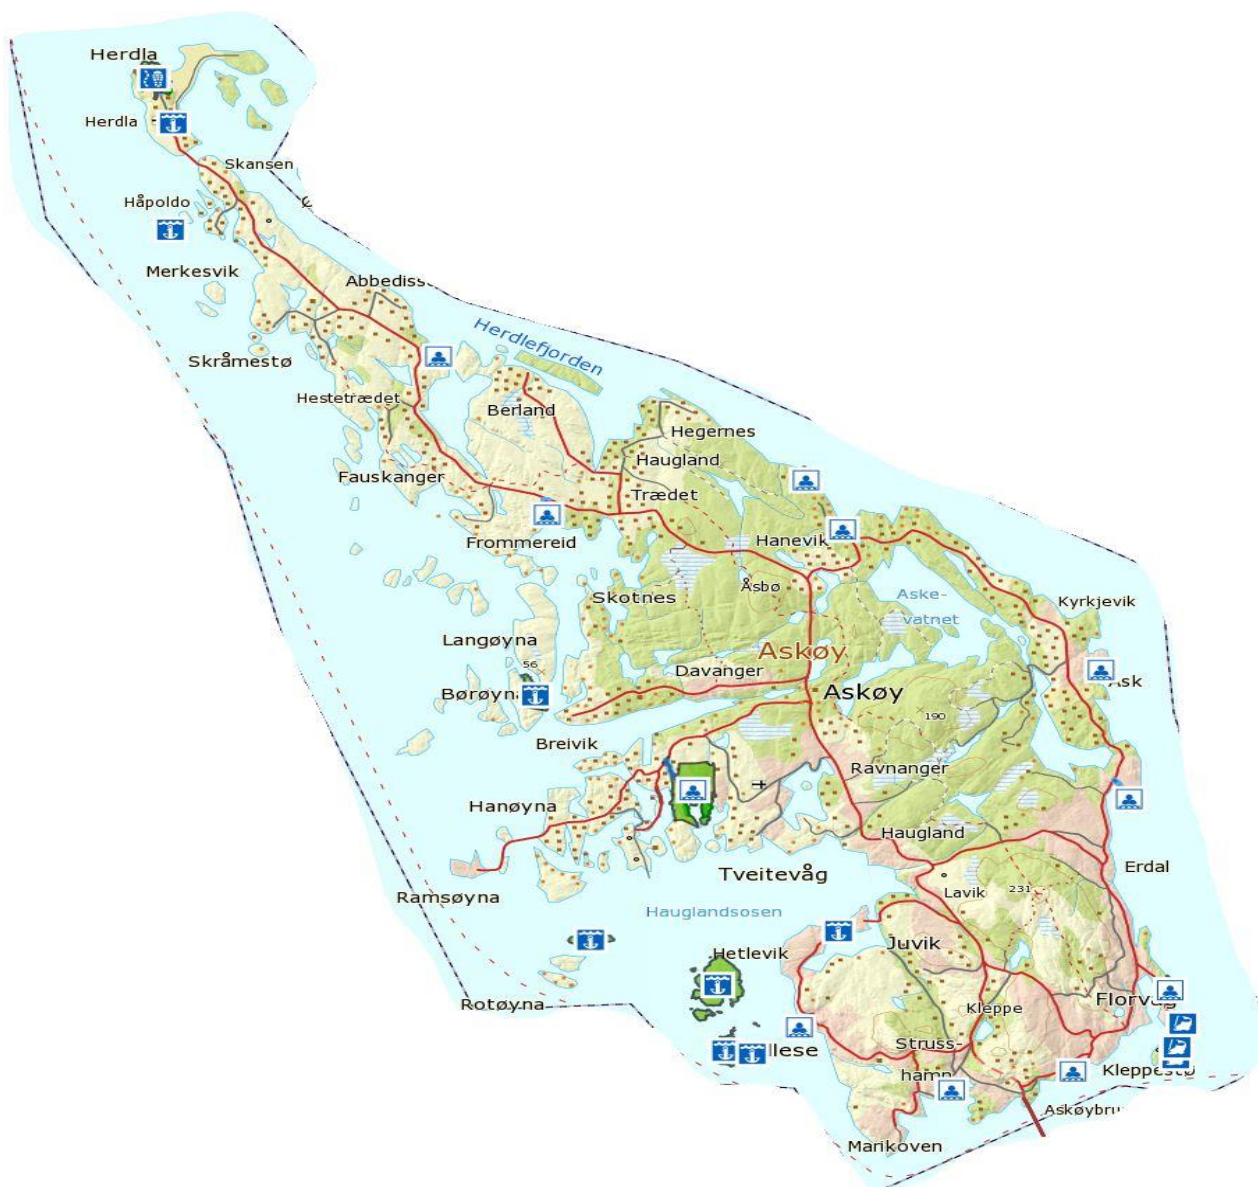 Herdla
Herdla
Skansen
Håpoldo
Merkesvik
Abbediss
Herdlefjorden
Skråmestø
Hestetrædet
Berland
Hegernes
Haugland
Fauskanger
Trædet
Frommereid
Hanevik
Åsbø
Skotnes
Aske-
vatnet
Kyrkjevik
Langøyna
Askøy
56
Davanger
Ask
Børøyna
Askøy
190
Breivik
Ravnanger
Hanøyna
Haugland
Tveitevåg
Erdal
Ramsøyna
Lavik
231
Hauglandsosen
Juvik
Hetlevik
Rotøyna
Kleppe
Florvåg
llese
Struss-
hamn
Kleppestø
Askøybru
Marikoven